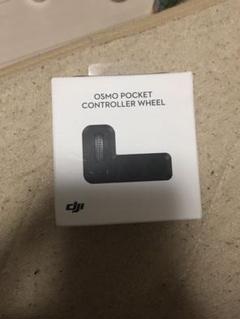 OSMO POCKET
CONTROLLER WHEEL
dji